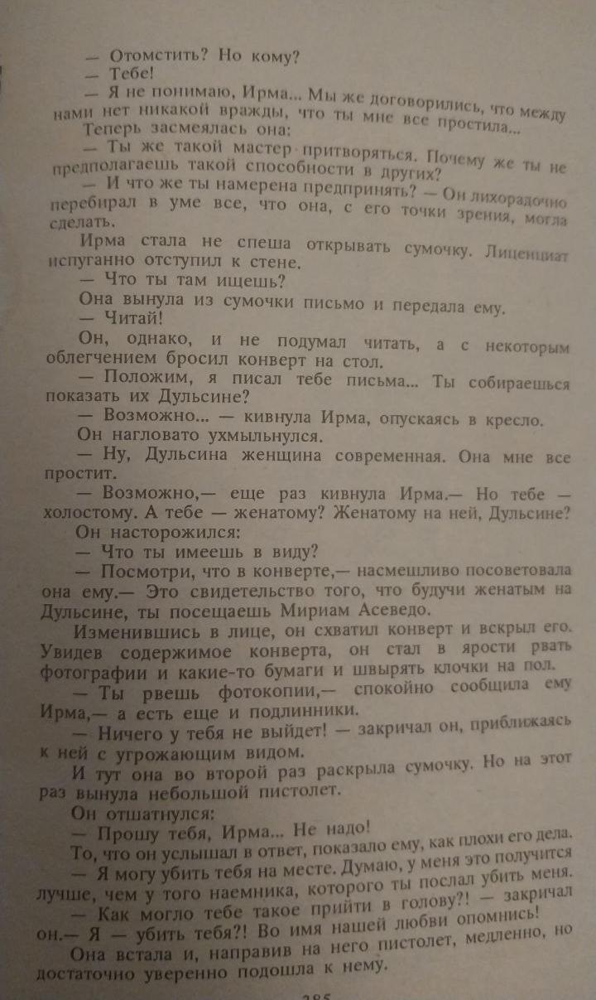 — Отомстить? Но кому?
— Тебе!
— Я не понимаю, Ирма... Мы же договорились, что между
нами нет никакой вражды, что ты мне все простила...
Теперь засмеялась она:
— Ты же такой мастер притворяться. Почему же ты не
предполагаешь такой способности в других?
— И что же ты намерена предпринять? — Он лихорадочно
перебирал в уме все, что она, с его точки зрения, могла
сделать.
Ирма стала не спеша открывать сумочку. Лиценциат
испуганно отступил к стене.
— Что ты там ищешь?
Она вынула из сумочки письмо и передала ему.
— Читай!
Он, однако, и не подумал читать, а с некоторым
облегчением бросил конверт на стол.
— Положим, я писал тебе письма... Ты собираешься
показать их Дульсине?
— Возможно... — кивнула Ирма, опускаясь в кресло.
Он нагловато ухмыльнулся.
— Ну, Дульсина женщина современная. Она мне все
простит.
— Возможно,— еще раз кивнула Ирма.— Но тебе —
холостому. А тебе — женатому? Женатому на ней, Дульсине?
Он насторожился:
— Что ты имеешь в виду?
— Посмотри, что в конверте,— насмешливо посоветовала
она ему.— Это свидетельство того, что будучи женатым на
Дульсине, ты посещаешь Мириам Асеведо.
Изменившись в лице, он схватил конверт и вскрыл его.
Увидев содержимое конверта, он стал в ярости рвать
фотографии и какие-то бумаги и швырять клочки на пол.
— Ты рвешь фотокопии,— спокойно сообщила ему
Ирма,— а есть еще и подлинники.
— Ничего у тебя не выйдет! — закричал он, приближаясь
к ней с угрожающим видом.
И тут она во второй раз раскрыла сумочку. Но на этот
раз вынула небольшой пистолет.
Он отшатнулся:
— Прошу тебя, Ирма... Не надо!
То, что он услышал в ответ, показало ему, как плохи его дела.
— Я могу убить тебя на месте. Думаю, у меня это получится
лучше, чем у того наемника, которого ты послал убить меня.
— Как могло тебе такое прийти в голову?! — закричал
он.— Я — убить тебя?! Во имя нашей любви опомнись!
Она встала и, направив на него пистолет, медленно, но
достаточно уверенно подошла к нему.
285